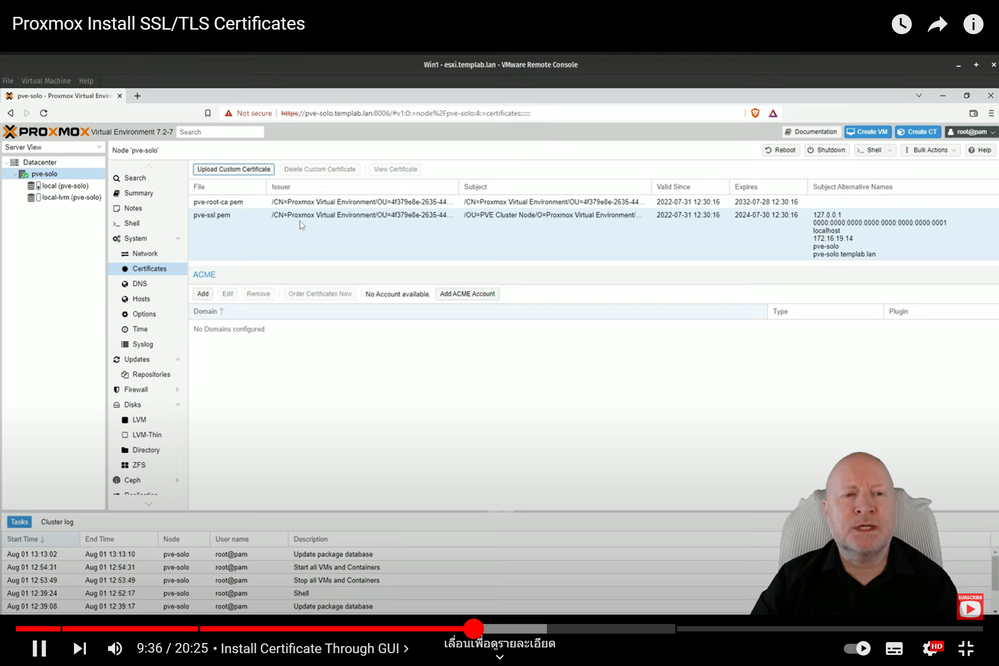 Proxmox Install SSL/TLS Certificates
Win1 - esxi.templab.lan - VMware Remote Console
File Virtual Machine Help
pve-solo - Proxmox Virtual Enviro
Not secure https://pve-solo.templab.lan:8006/#v1:0:=node%2Fpve-solo:4:=certificates::::::
PROXMOX Virtual Environment 7.2-7 Search Documentation Create VM Create CT root@pam
Server View
Node 'pve-solo' Reboot Shutdown Shell Bulk Actions Help
Datacenter
pve-solo
local (pve-solo)
local-lvm (pve-solo)
Search
Summary
Notes
Shell
System
Network
Certificates
DNS
Hosts
Options
Time
Syslog
Updates
Repositories
Firewall
Disks
LVM
LVM-Thin
Directory
ZFS
Ceph
Upload Custom Certificate Delete Custom Certificate View Certificate
File Issuer Subject Valid Since Expires Subject Alternative Names
pve-root-ca.pem /CN=Proxmox Virtual Environment/OU=4f379e8e-2635-44... /CN=Proxmox Virtual Environment/OU=4f379e8e-2635-44... 2022-07-31 12:30:16 2032-07-28 12:30:16
pve-ssl.pem /CN=Proxmox Virtual Environment/OU=4f379e8e-2635-44... /OU=PVE Cluster Node/O=Proxmox Virtual Environment/... 2022-07-31 12:30:16 2024-07-30 12:30:16 127.0.0.1
0000:0000:0000:0000:0000:0000:0000:0001
localhost
172.16.19.14
pve-solo
pve-solo.templab.lan
ACME
Add Edit Remove Order Certificates Now No Account available. Add ACME Account
Domain Type Plugin
No Domains configured
Tasks Cluster log
Start Time End Time Node User name Description
Aug 01 13:13:02 Aug 01 13:13:10 pve-solo root@pam Update package database
Aug 01 12:54:31 Aug 01 12:54:31 pve-solo root@pam Start all VMs and Containers
Aug 01 12:53:49 Aug 01 12:53:49 pve-solo root@pam Stop all VMs and Containers
Aug 01 12:39:24 Aug 01 12:52:17 pve-solo root@pam Shell
Aug 01 12:39:08 Aug 01 12:39:17 pve-solo root@pam Update package database
SUBSCRIBE
9:36 / 20:25 • Install Certificate Through GUI
เลื่อนเพื่อดูรายละเอียด
HD